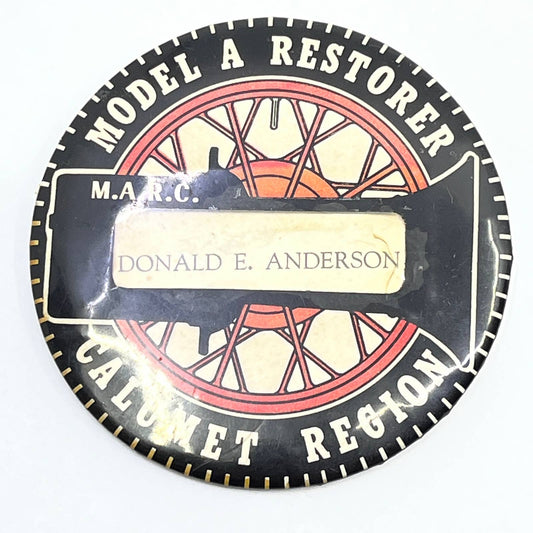 MODEL A RESTORER
M.A.R.C.
DONALD E. ANDERSON
CALUMET REGION